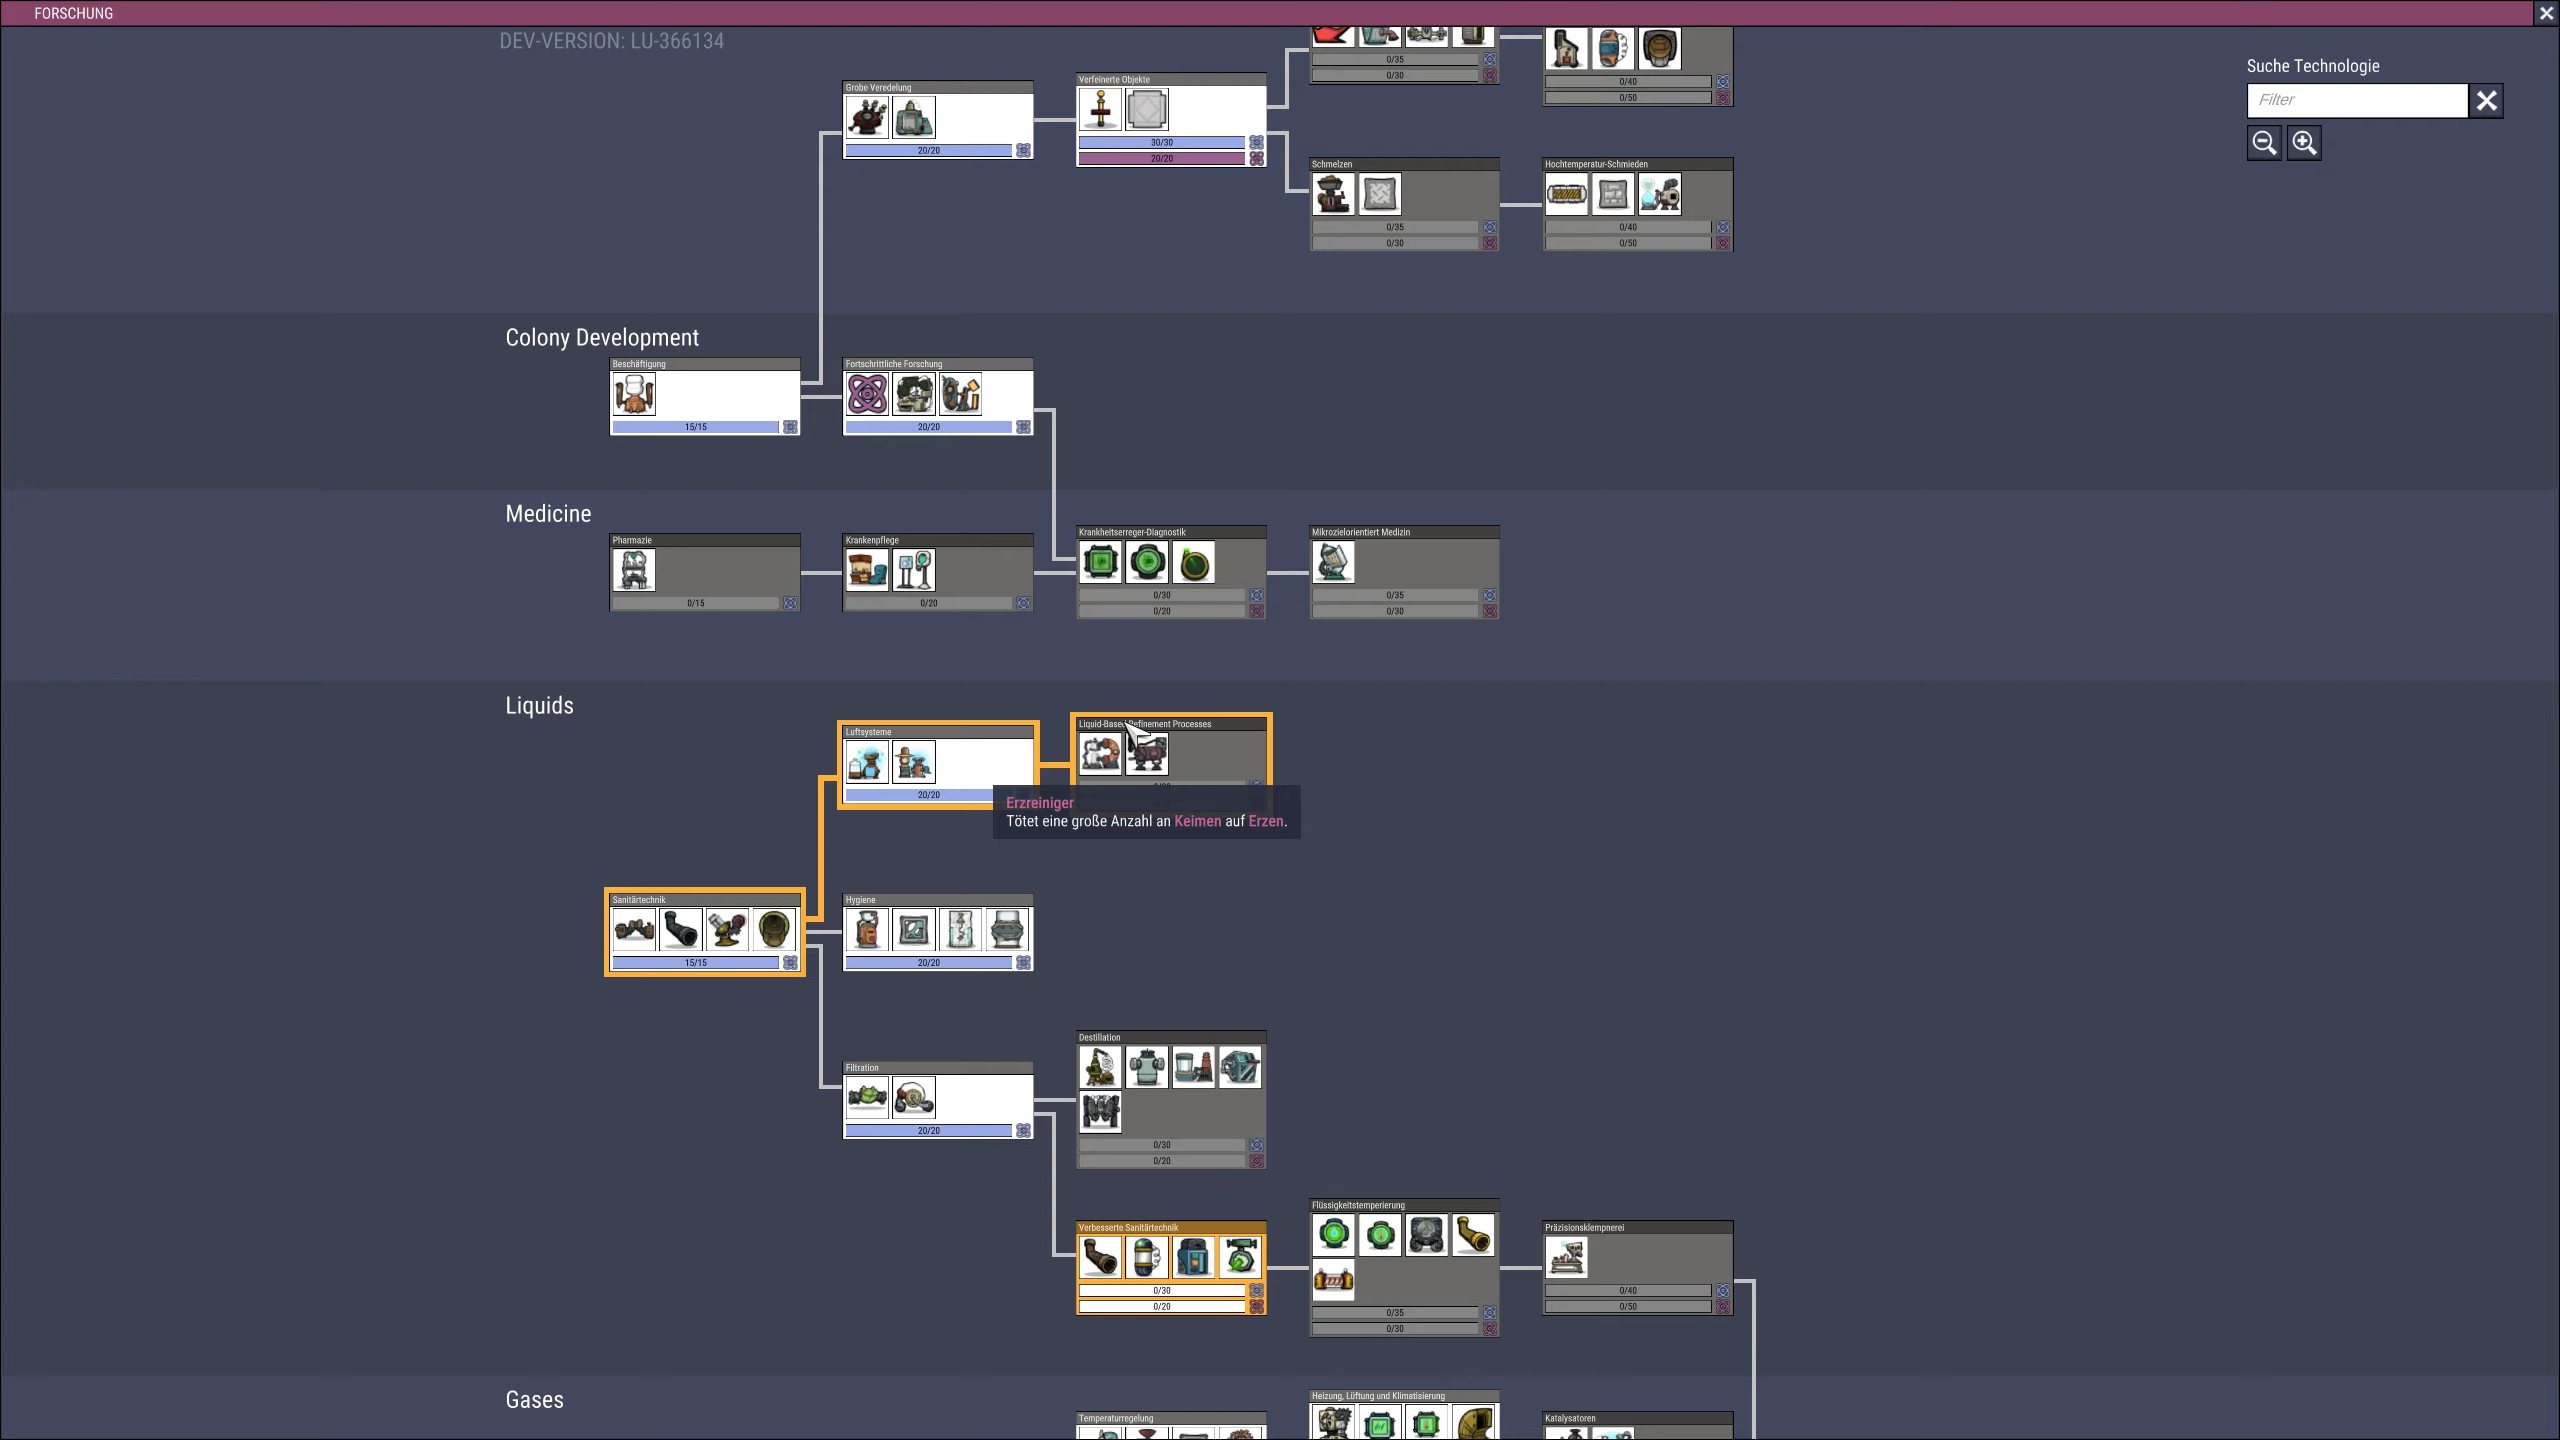 FORSCHUNG
DEV-VERSION: LU-366134
Suche Technologie
Filter
0/35
0/30
0/40
0/50
Grobe Veredelung
20/20
Verfeinerte Objekte
30/30
20/20
Schmelzen
0/35
0/30
Hochtemperatur-Schmieden
0/40
0/50
Colony Development
Beschäftigung
15/15
Fortschrittliche Forschung
20/20
Medicine
Pharmazie
0/15
Krankenpflege
0/20
Krankheitserreger-Diagnostik
0/30
0/20
Mikrozielorientiert Medizin
0/35
0/30
Liquids
Luftsysteme
20/20
Liquid-Based Refinement Processes
Erzreiniger
Tötet eine große Anzahl an Keimen auf Erzen.
Sanitärtechnik
15/15
Hygiene
20/20
Filtration
20/20
Destillation
0/30
0/20
Verbesserte Sanitärtechnik
0/30
0/20
Flüssigkeitstemperierung
0/35
0/30
Präzisionsklempnerei
0/40
0/50
Gases
Temperaturregelung
Heizung, Lüftung und Klimatisierung
Katalysatoren